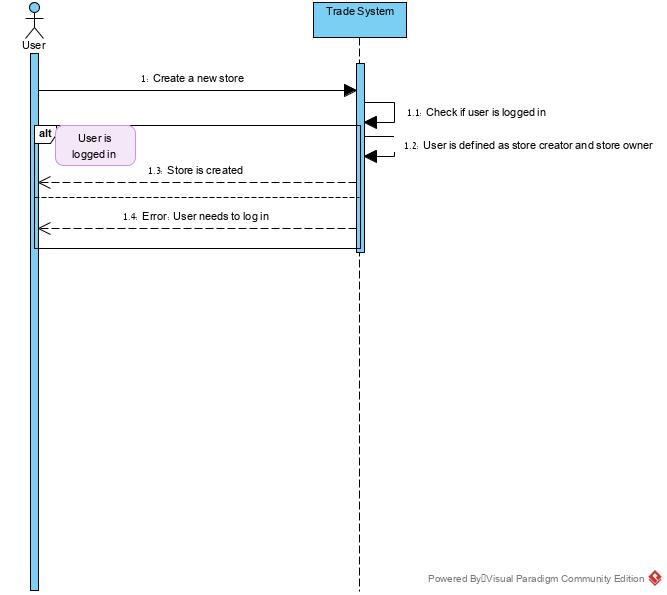 User
Trade System
1: Create a new store
1.1: Check if user is logged in
alt
User is
logged in
1.2: User is defined as store creator and store owner
1.3: Store is created
1.4: Error: User needs to log in
Powered By Visual Paradigm Community Edition